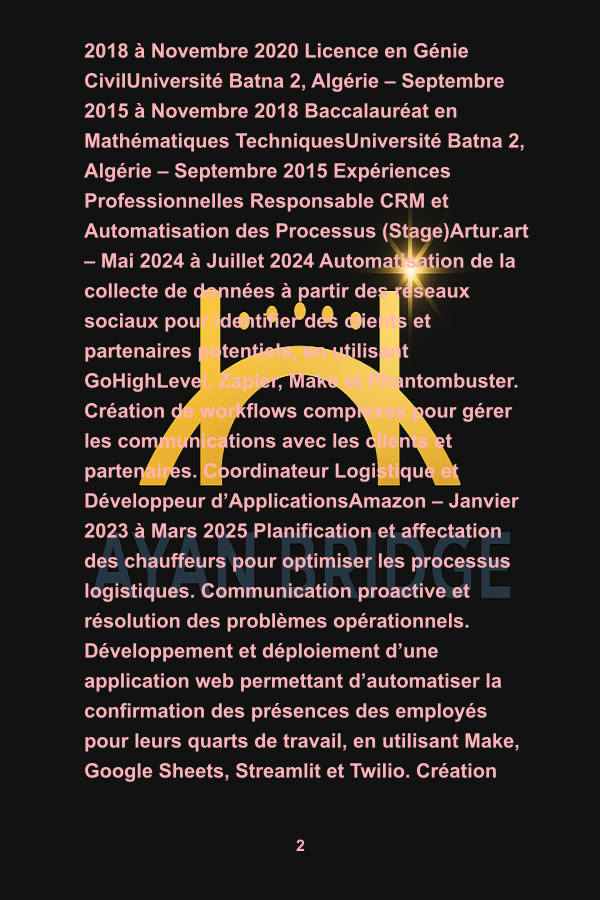 2018 à Novembre 2020 Licence en Génie
CivilUniversité Batna 2, Algérie – Septembre
2015 à Novembre 2018 Baccalauréat en
Mathématiques TechniquesUniversité Batna 2,
Algérie – Septembre 2015 Expériences
Professionnelles Responsable CRM et
Automatisation des Processus (Stage)Artur.art
– Mai 2024 à Juillet 2024 Automatisation de la
collecte de données à partir des réseaux
sociaux pour identifier des clients et
partenaires potentiels, en utilisant
GoHighLevel, Zapier, Make et Phantombuster.
Création de workflows complexes pour gérer
les communications avec les clients et
partenaires. Coordinateur Logistique et
Développeur d’ApplicationsAmazon – Janvier
2023 à Mars 2025 Planification et affectation
des chauffeurs pour optimiser les processus
logistiques. Communication proactive et
résolution des problèmes opérationnels.
Développement et déploiement d’une
application web permettant d’automatiser la
confirmation des présences des employés
pour leurs quarts de travail, en utilisant Make,
Google Sheets, Streamlit et Twilio. Création
AYAN BRIDGE
2